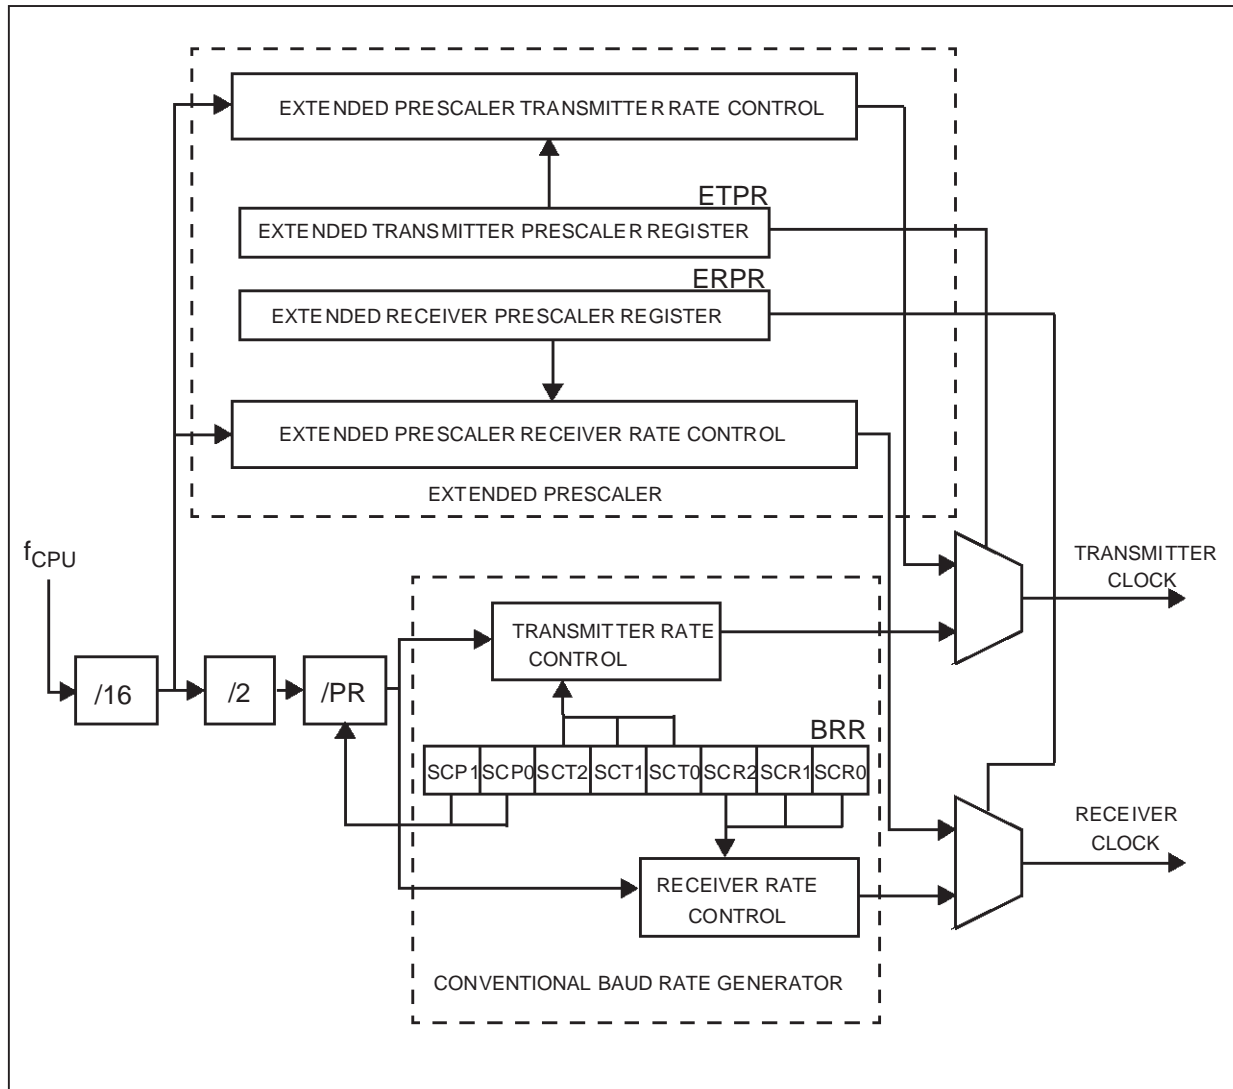 EXTENDED PRESCALER TRANSMITTER RATE CONTROL
ETPR
EXTENDED TRANSMITTER PRESCALER REGISTER
ERPR
EXTENDED RECEIVER PRESCALER REGISTER
EXTENDED PRESCALER RECEIVER RATE CONTROL
EXTENDED PRESCALER
fCPU
TRANSMITTER
CLOCK
TRANSMITTER RATE
CONTROL
/16
/2
/PR
BRR
SCP1 SCP0 SCT2 SCT1 SCT0 SCR2 SCR1 SCR0
RECEIVER
CLOCK
RECEIVER RATE
CONTROL
CONVENTIONAL BAUD RATE GENERATOR